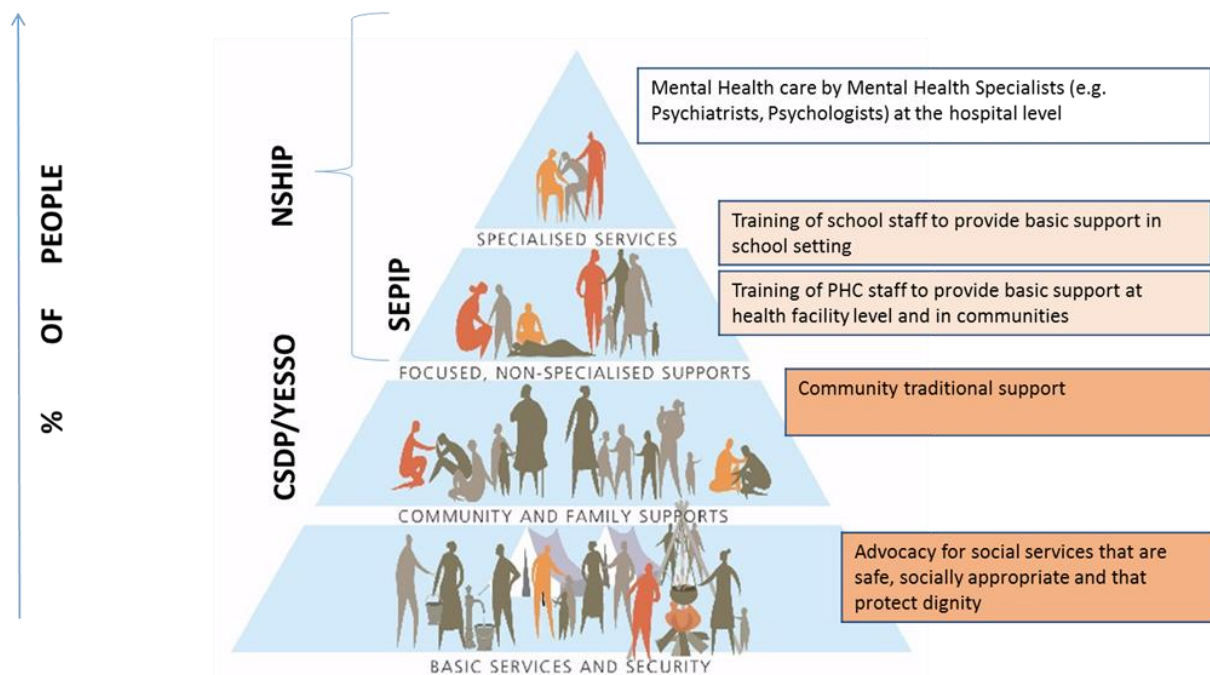 % OF PEOPLE
NSHIP
SEPIP
CSDP/YESSO
Mental Health care by Mental Health Specialists (e.g.
Psychiatrists, Psychologists) at the hospital level
SPECIALISED SERVICES
Training of school staff to provide basic support in
school setting
Training of PHC staff to provide basic support at
health facility level and in communities
FOCUSED, NON-SPECIALISED SUPPORTS
Community traditional support
COMMUNITY AND FAMILY SUPPORTS
Advocacy for social services that are
safe, socially appropriate and that
protect dignity
BASIC SERVICES AND SECURITY